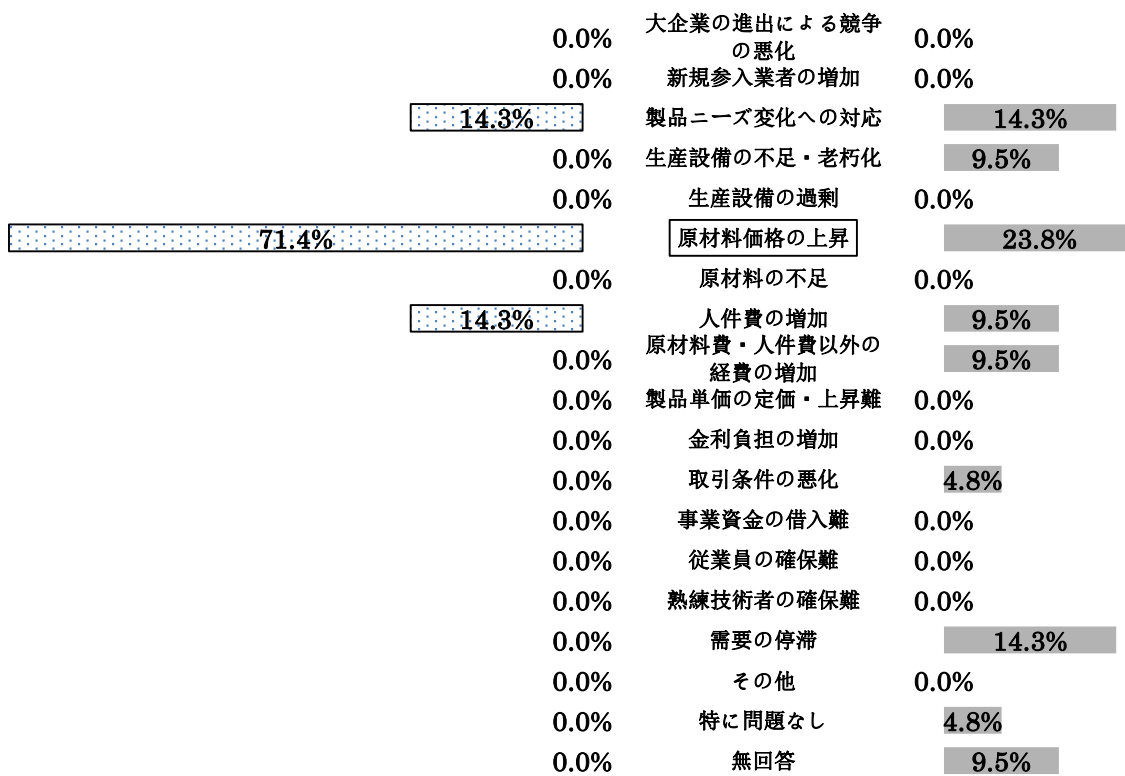 0.0% 大企業の進出による競争
の悪化 0.0%
0.0% 新規参入業者の増加 0.0%
14.3% 製品ニーズ変化への対応 14.3%
0.0% 生産設備の不足・老朽化 9.5%
0.0% 生産設備の過剰 0.0%
71.4% 原材料価格の上昇 23.8%
0.0% 原材料の不足 0.0%
14.3% 人件費の増加 9.5%
0.0% 原材料費・人件費以外の
経費の増加 9.5%
0.0% 製品単価の定価・上昇難 0.0%
0.0% 金利負担の増加 0.0%
0.0% 取引条件の悪化 4.8%
0.0% 事業資金の借入難 0.0%
0.0% 従業員の確保難 0.0%
0.0% 熟練技術者の確保難 0.0%
0.0% 需要の停滞 14.3%
0.0% その他 0.0%
0.0% 特に問題なし 4.8%
0.0% 無回答 9.5%